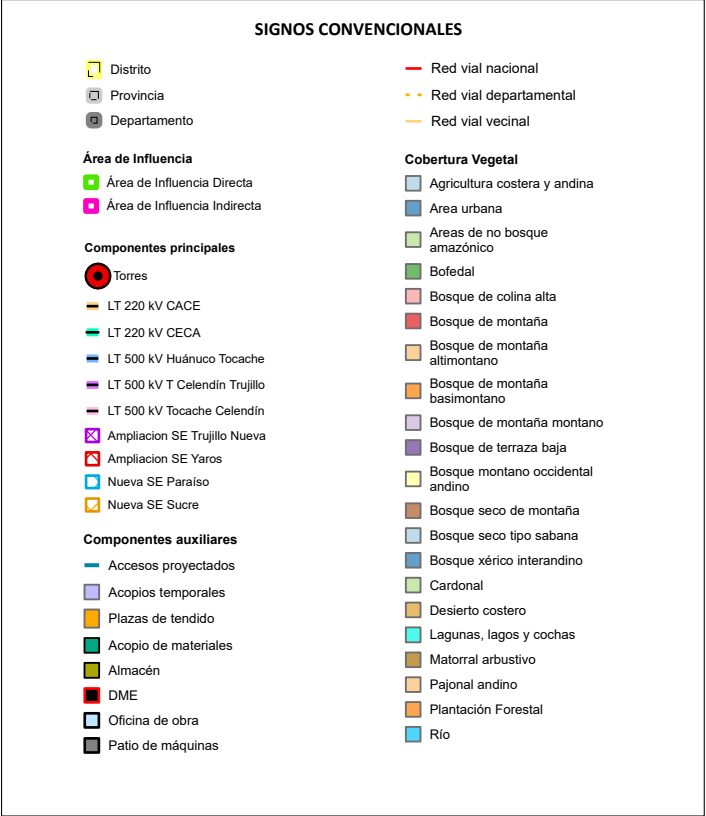 SIGNOS CONVENCIONALES
Distrito
Provincia
Departamento
Área de Influencia
Área de Influencia Directa
Área de Influencia Indirecta
Componentes principales
Torres
LT 220 kV CACE
LT 220 kV CECA
LT 500 kV Huánuco Tocache
LT 500 kV T Celendín Trujillo
LT 500 kV Tocache Celendín
Ampliacion SE Trujillo Nueva
Ampliacion SE Yaros
Nueva SE Paraíso
Nueva SE Sucre
Componentes auxiliares
Accesos proyectados
Acopios temporales
Plazas de tendido
Acopio de materiales
Almacén
DME
Oficina de obra
Patio de máquinas
Red vial nacional
Red vial departamental
Red vial vecinal
Cobertura Vegetal
Agricultura costera y andina
Area urbana
Areas de no bosque
amazónico
Bofedal
Bosque de colina alta
Bosque de montaña
Bosque de montaña
altimontano
Bosque de montaña
basimontano
Bosque de montaña montano
Bosque de terraza baja
Bosque montano occidental
andino
Bosque seco de montaña
Bosque seco tipo sabana
Bosque xérico interandino
Cardonal
Desierto costero
Lagunas, lagos y cochas
Matorral arbustivo
Pajonal andino
Plantación Forestal
Río